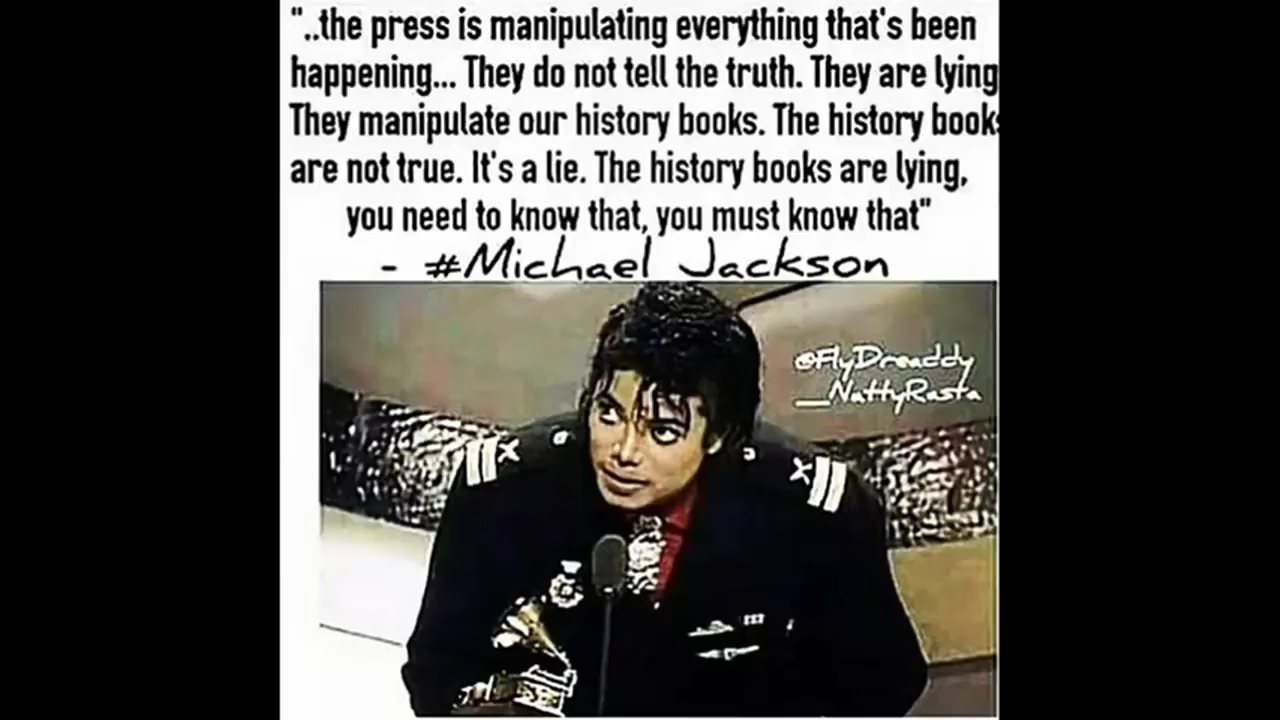 "..the press is manipulating everything that's been
happening... They do not tell the truth. They are lying
They manipulate our history books. The history books
are not true. It's a lie. The history books are lying,
you need to know that, you must know that"
- #Michael Jackson
@FlyDreaddy
_NattyRasta